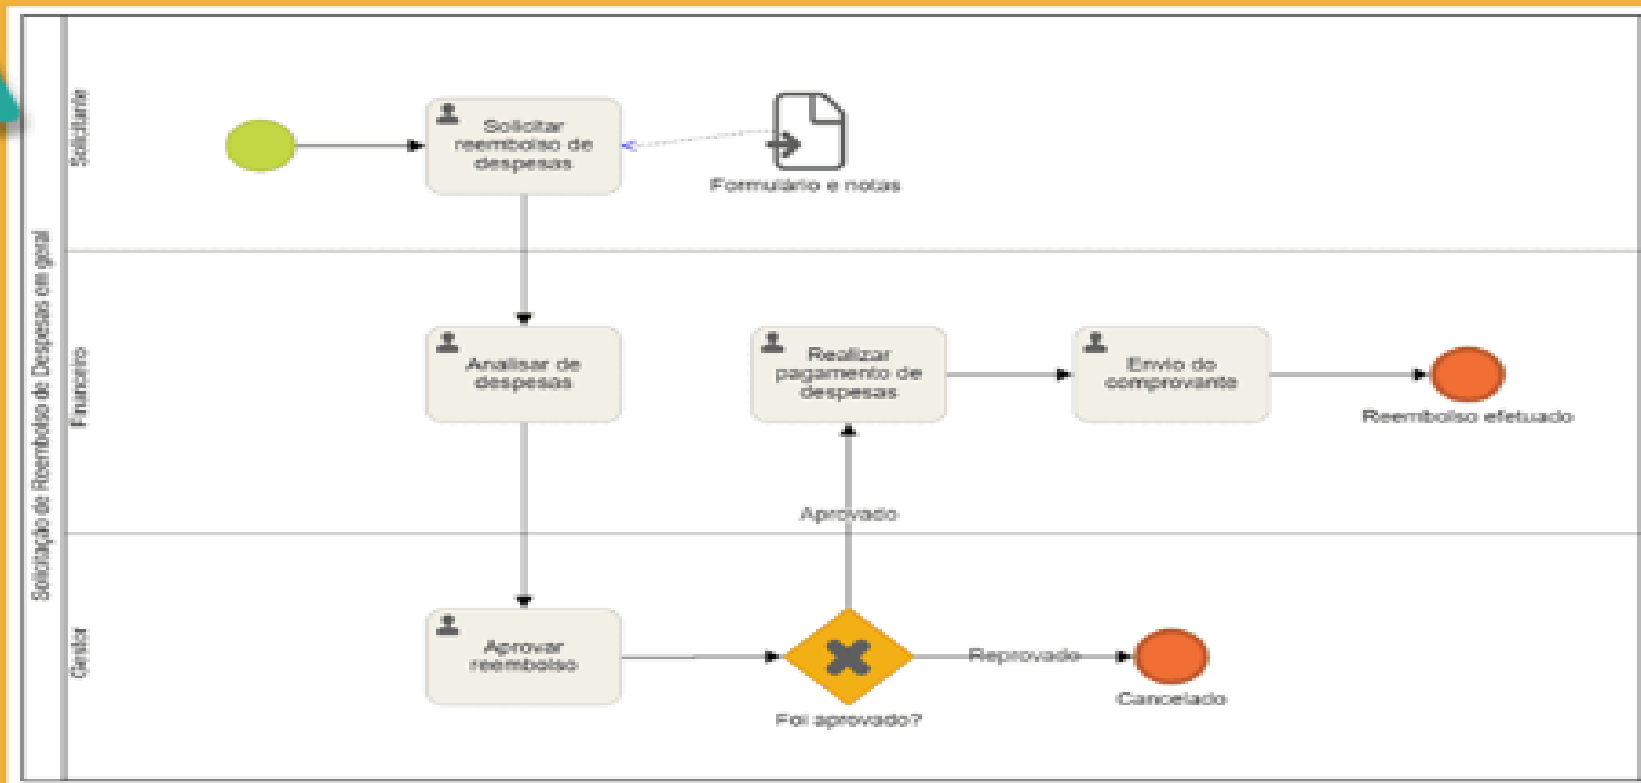 Solicitação de Reembolso de Despesas em geral
Solicitante
Solicitar
reembolso de
despesas
Formulário e notas
Financeiro
Analisar de
despesas
Realizar
pagamento de
despesas
Envio do
comprovante
Reembolso efetuado
Aprovado
Gestor
Aprovar
reembolso
Foi aprovado?
Reprovado
Cancelado